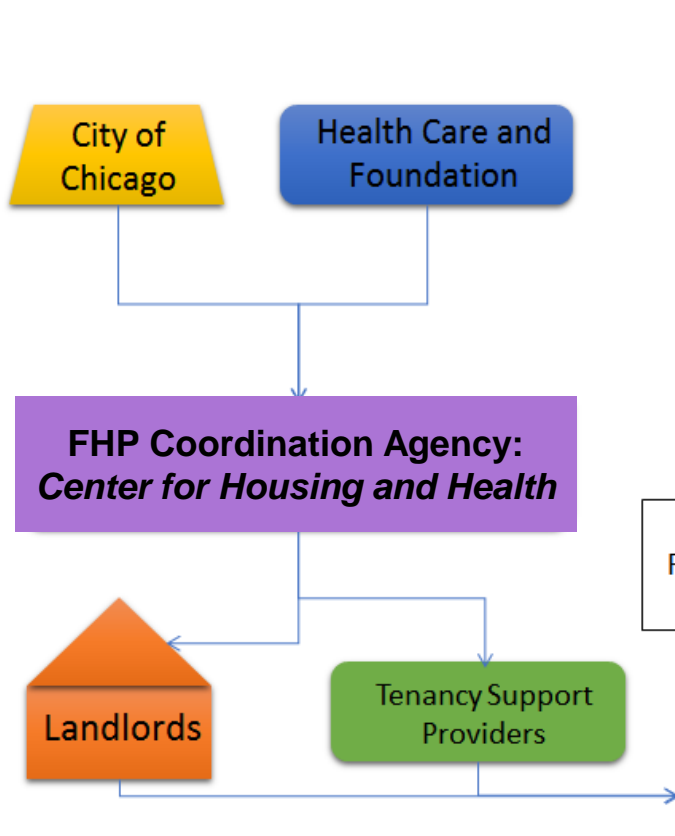 City of
Chicago
Health Care and
Foundation
FHP Coordination Agency:
Center for Housing and Health
Landlords
Tenancy Support
Providers